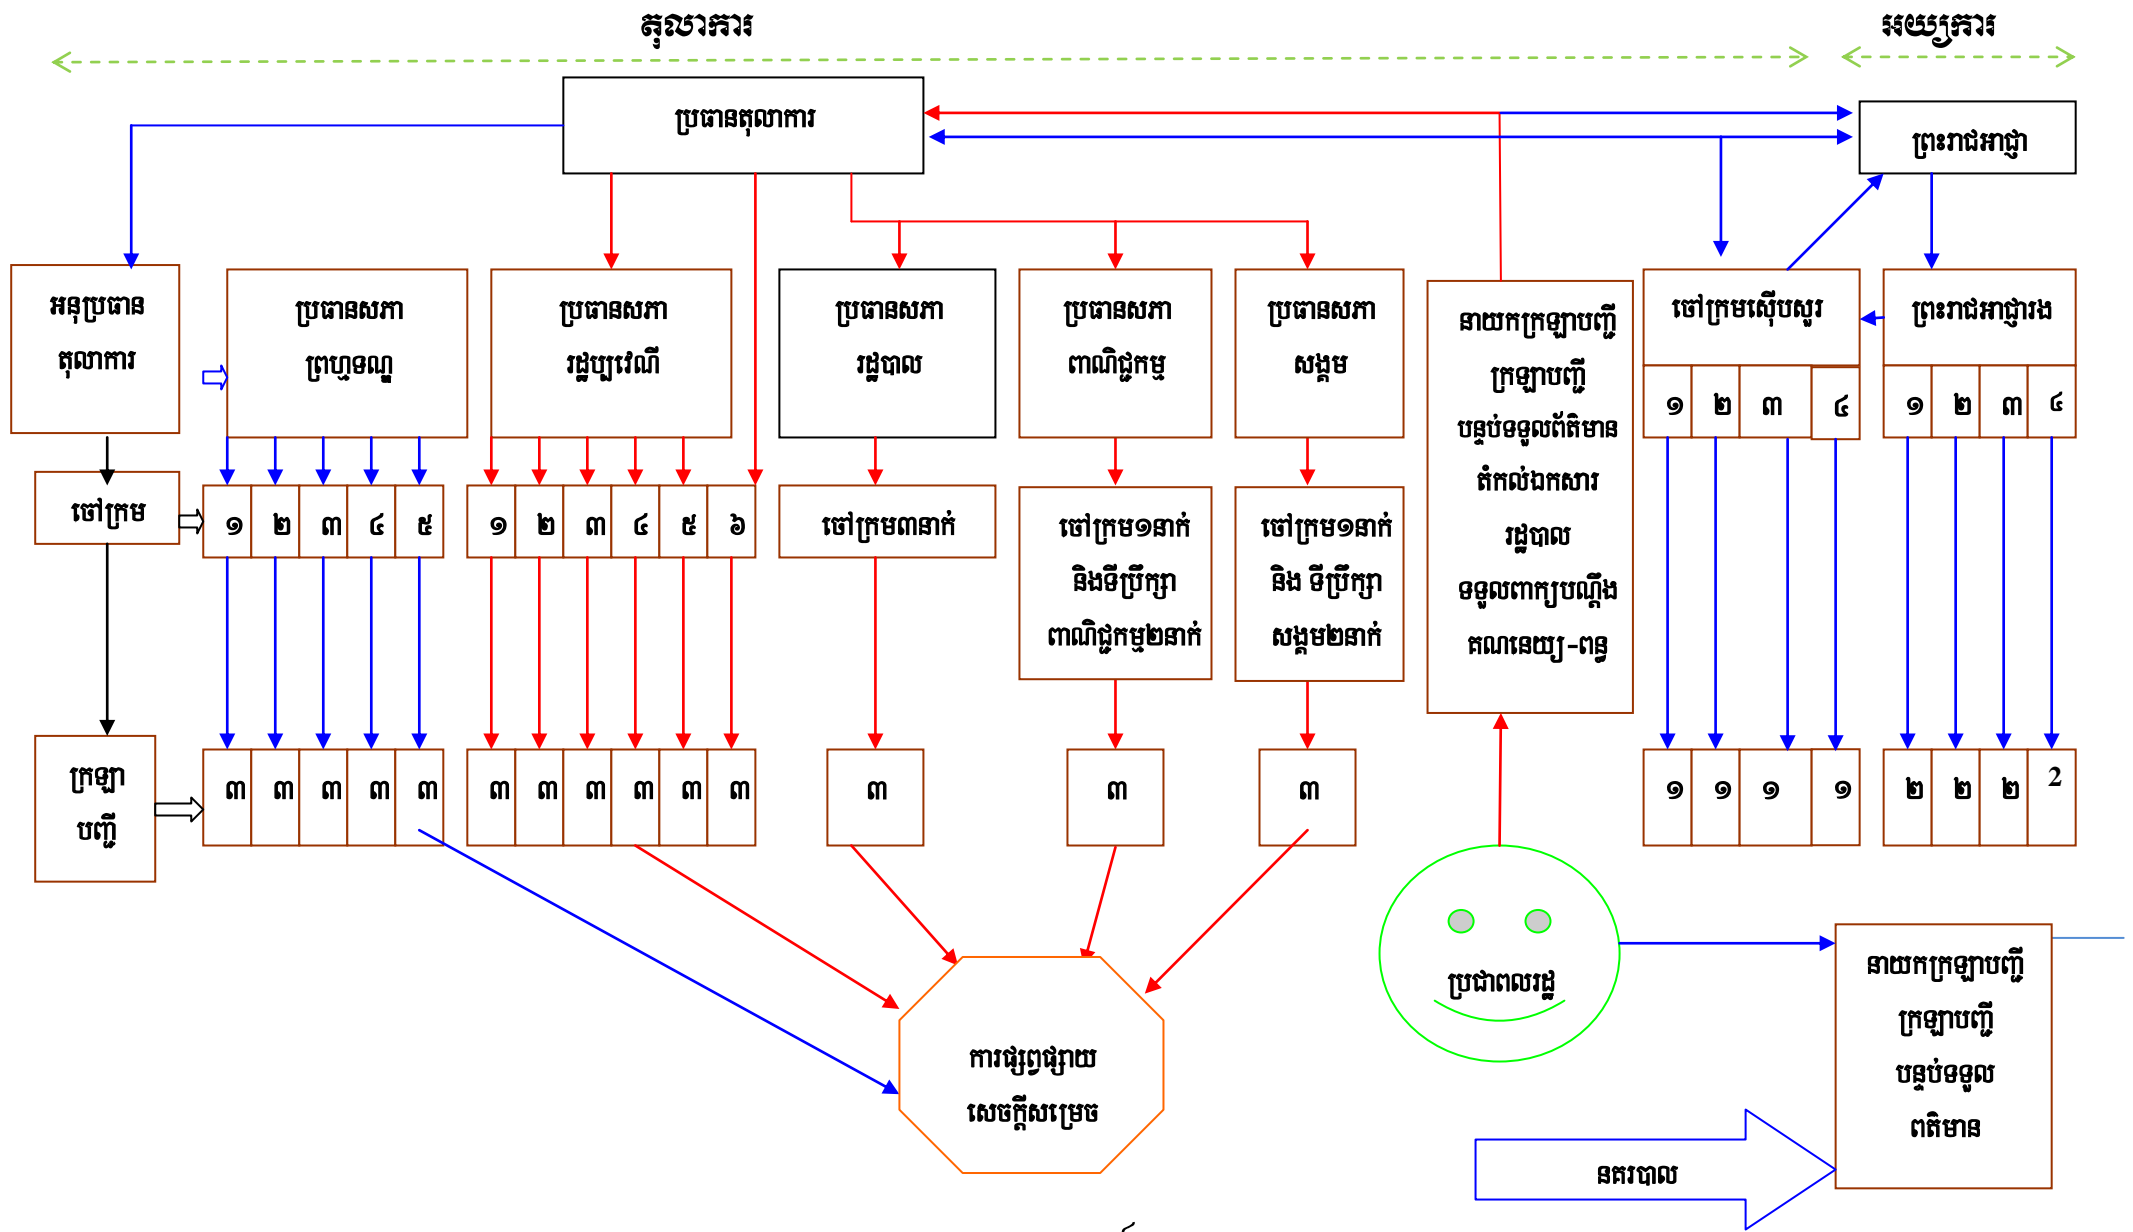 តុលាការ
អយ្យការ
ប្រធានតុលាការ
ព្រះរាជអាជ្ញា
អនុប្រធាន
តុលាការ
ប្រធានសភា
ព្រហ្មទណ្ឌ
ប្រធានសភា
រដ្ឋប្បវេណី
ប្រធានសភា
រដ្ឋបាល
ប្រធានសភា
ពាណិជ្ជកម្ម
ប្រធានសភា
សង្គម
នាយកក្រឡាបញ្ជី
ក្រឡាបញ្ជី
បន្ទប់ទទួលព័តិមាន
តំកល់ឯកសារ
រដ្ឋបាល
ទទួលពាក្យបណ្ដឹង
គណនេយ្យ-ពន្ធ
ចៅក្រមស៊ើបសួរ
១ ២ ៣ ៤
ព្រះរាជអាជ្ញារង
១ ២ ៣ ៤
ចៅក្រម
១ ២ ៣ ៤ ៥
១ ២ ៣ ៤ ៥ ៦
ចៅក្រម៣នាក់
ចៅក្រម១នាក់
និងទីប្រឹក្សា
ពាណិជ្ជកម្ម២នាក់
ចៅក្រម១នាក់
និង ទីប្រឹក្សា
សង្គម២នាក់
ក្រឡា
បញ្ជី
៣ ៣ ៣ ៣ ៣
៣ ៣ ៣ ៣ ៣ ៣
៣
៣
៣
១ ១ ១ ១
២ ២ ២ 2
ប្រជាពលរដ្ឋ
នាយកក្រឡាបញ្ជី
ក្រឡាបញ្ជី
បន្ទប់ទទួល
ពតិមាន
ការផ្សព្វផ្សាយ
សេចក្ដីសម្រេច
នគរបាល